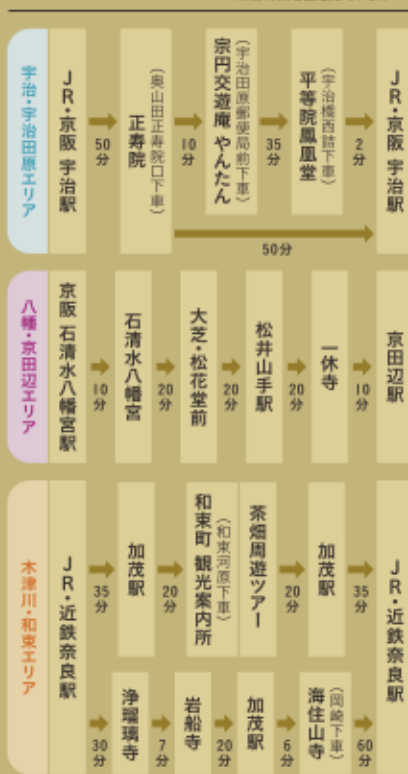 宇治・宇治田原エリア
JR・京阪 宇治駅
50分
正寿院
(奥山田正寿院口下車)
10分
宗円交遊庵 やんたん
(宇治田原郵便局前下車)
35分
平等院鳳凰堂
(宇治橋西詰下車)
2分
JR・京阪 宇治駅
50分
八幡・京田辺エリア
京阪 石清水八幡宮駅
10分
石清水八幡宮
20分
大芝・松花堂前
20分
松井山手駅
20分
一休寺
10分
京田辺駅
木津川・和束エリア
JR・近鉄奈良駅
35分
加茂駅
20分
和束町 観光案内所
(和束河原下車)
茶畑周遊ツアー
20分
加茂駅
35分
JR・近鉄奈良駅
30分
浄瑠璃寺
7分
岩船寺
20分
加茂駅
6分
海住山寺
(岡崎下車)
60分